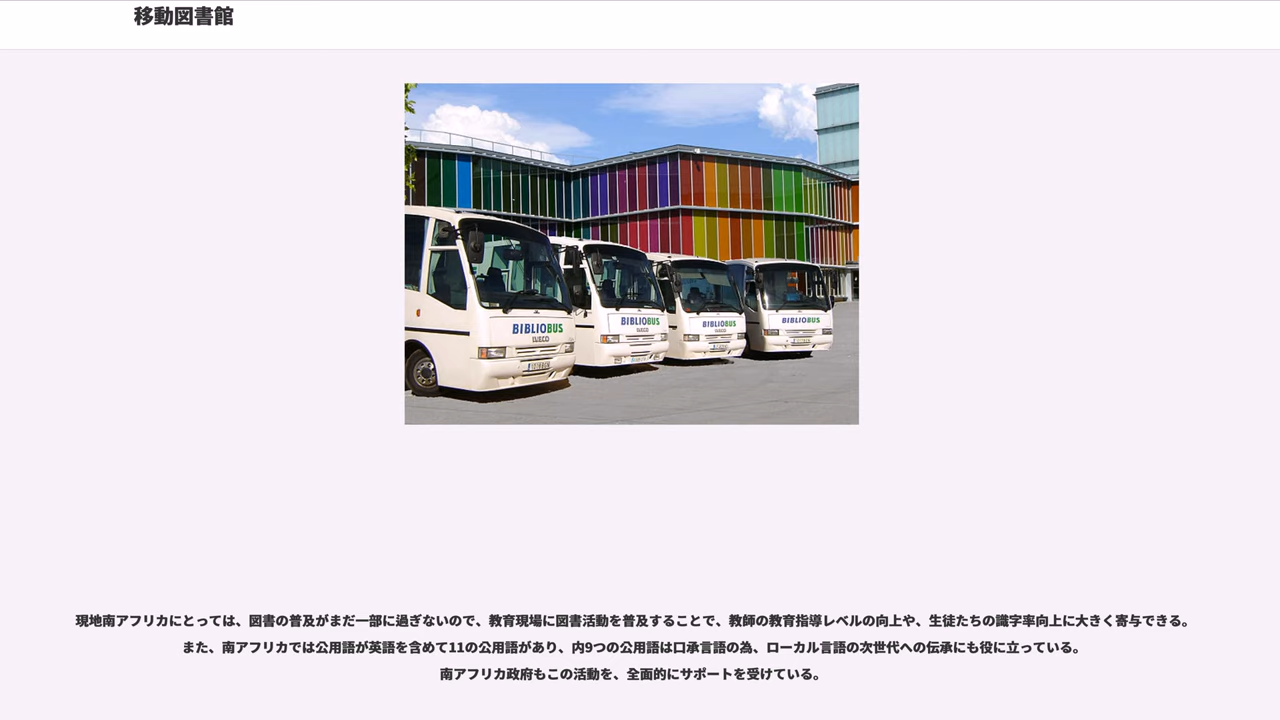 移動図書館
BIBLIOBUS
IVECO
BIBLIOBUS
IVECO
BIBLIOBUS
IVECO
BIBLIOBUS
現地南アフリカにとっては、図書の普及がまだ一部に過ぎないので、教育現場に図書活動を普及することで、教師の教育指導レベルの向上や、生徒たちの識字率向上に大きく寄与できる。
また、南アフリカでは公用語が英語を含めて11の公用語があり、内9つの公用語は口承言語の為、ローカル言語の次世代への伝承にも役に立っている。
南アフリカ政府もこの活動を、全面的にサポートを受けている。